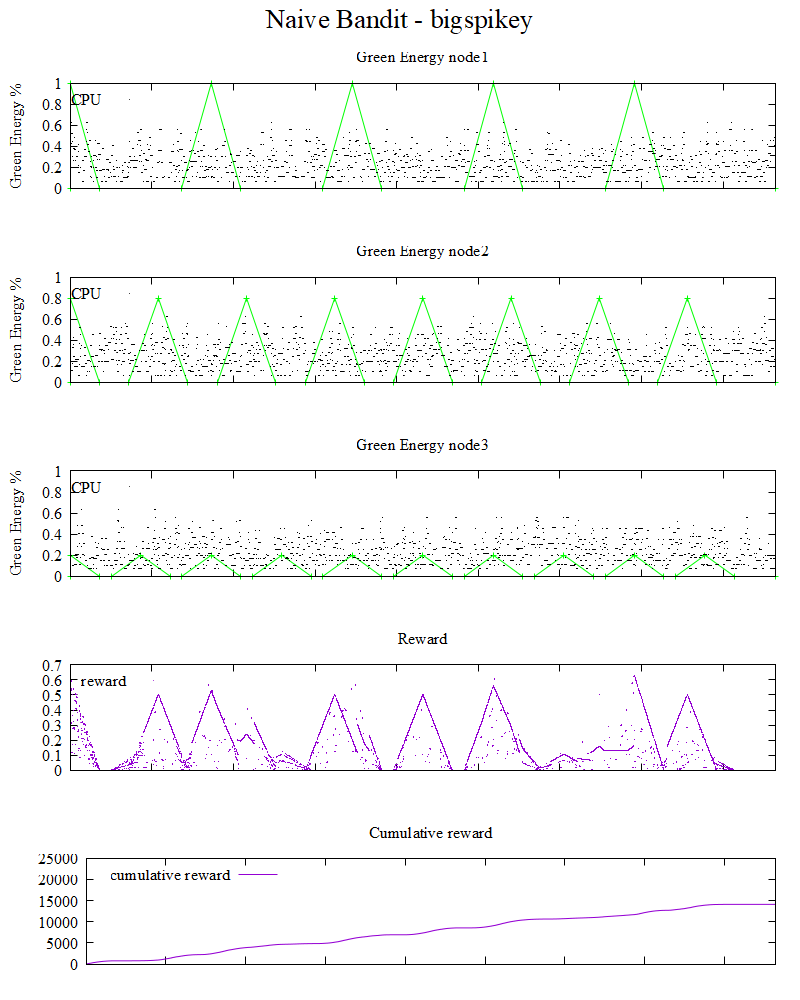 Naive Bandit - bigspikey
Green Energy node1
Green Energy %
1
0.8
0.6
0.4
0.2
0
CPU
Green Energy node2
Green Energy %
1
0.8
0.6
0.4
0.2
0
CPU
Green Energy node3
Green Energy %
1
0.8
0.6
0.4
0.2
0
CPU
Reward
0.7
0.6
0.5
0.4
0.3
0.2
0.1
0
reward
Cumulative reward
25000
20000
15000
10000
5000
0
cumulative reward